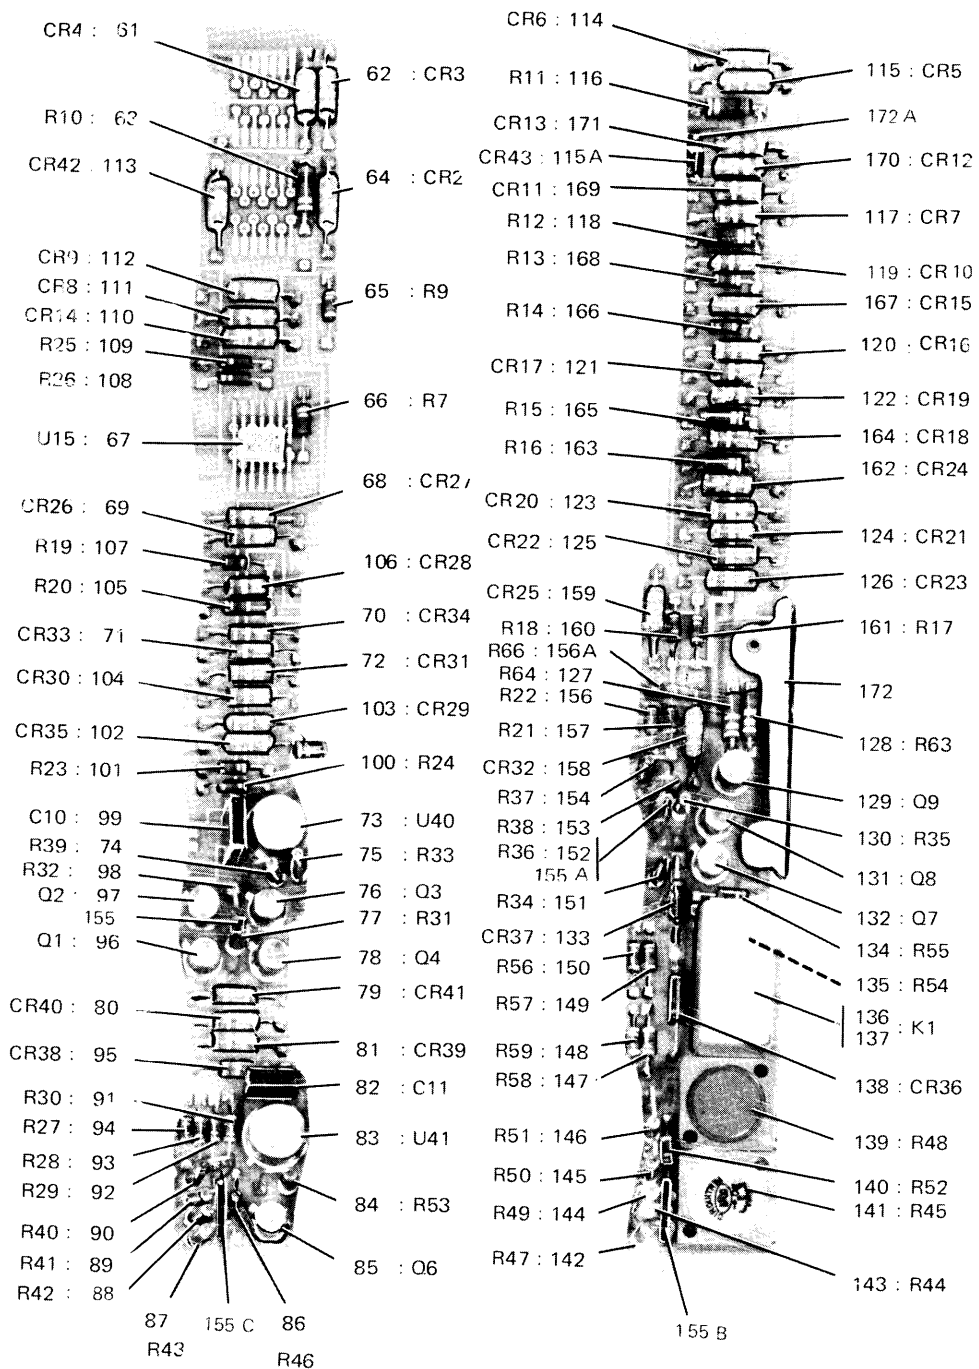 CR4 : 61
62 : CR3
R10 : 63
CR42 : 113
64 : CR2
CR9 : 112
CR8 : 111
CR14 : 110
65 : R9
R25 : 109
R26 : 108
66 : R7
U15 : 67
68 : CR27
CR26 : 69
R19 : 107
106 : CR28
R20 : 105
70 : CR34
CR33 : 71
72 : CR31
CR30 : 104
103 : CR29
CR35 : 102
R23 : 101
100 : R24
C10 : 99
73 : U40
R39 : 74
75 : R33
R32 : 98
Q2 : 97
76 : Q3
155
77 : R31
Q1 : 96
78 : Q4
79 : CR41
CR40 : 80
81 : CR39
CR38 : 95
82 : C11
R30 : 91
R27 : 94
83 : U41
R28 : 93
R29 : 92
84 : R53
R40 : 90
R41 : 89
85 : Q6
R42 : 88
87
155 C
86
R43
R46
CR6 : 114
115 : CR5
R11 : 116
172 A
CR13 : 171
CR43 : 115A
170 : CR12
CR11 : 169
117 : CR7
R12 : 118
R13 : 168
119 : CR10
R14 : 166
167 : CR15
120 : CR16
CR17 : 121
122 : CR19
R15 : 165
164 : CR18
R16 : 163
162 : CR24
CR20 : 123
124 : CR21
CR22 : 125
126 : CR23
CR25 : 159
R18 : 160
161 : R17
R66 : 156A
R64 : 127
172
R22 : 156
R21 : 157
128 : R63
CR32 : 158
R37 : 154
129 : Q9
R38 : 153
130 : R35
R36 : 152
155 A
131 : Q8
R34 : 151
132 : Q7
CR37 : 133
134 : R55
R56 : 150
135 : R54
R57 : 149
136
137 : K1
R59 : 148
R58 : 147
138 : CR36
R51 : 146
139 : R48
R50 : 145
140 : R52
R49 : 144
141 : R45
R47 : 142
143 : R44
155 B